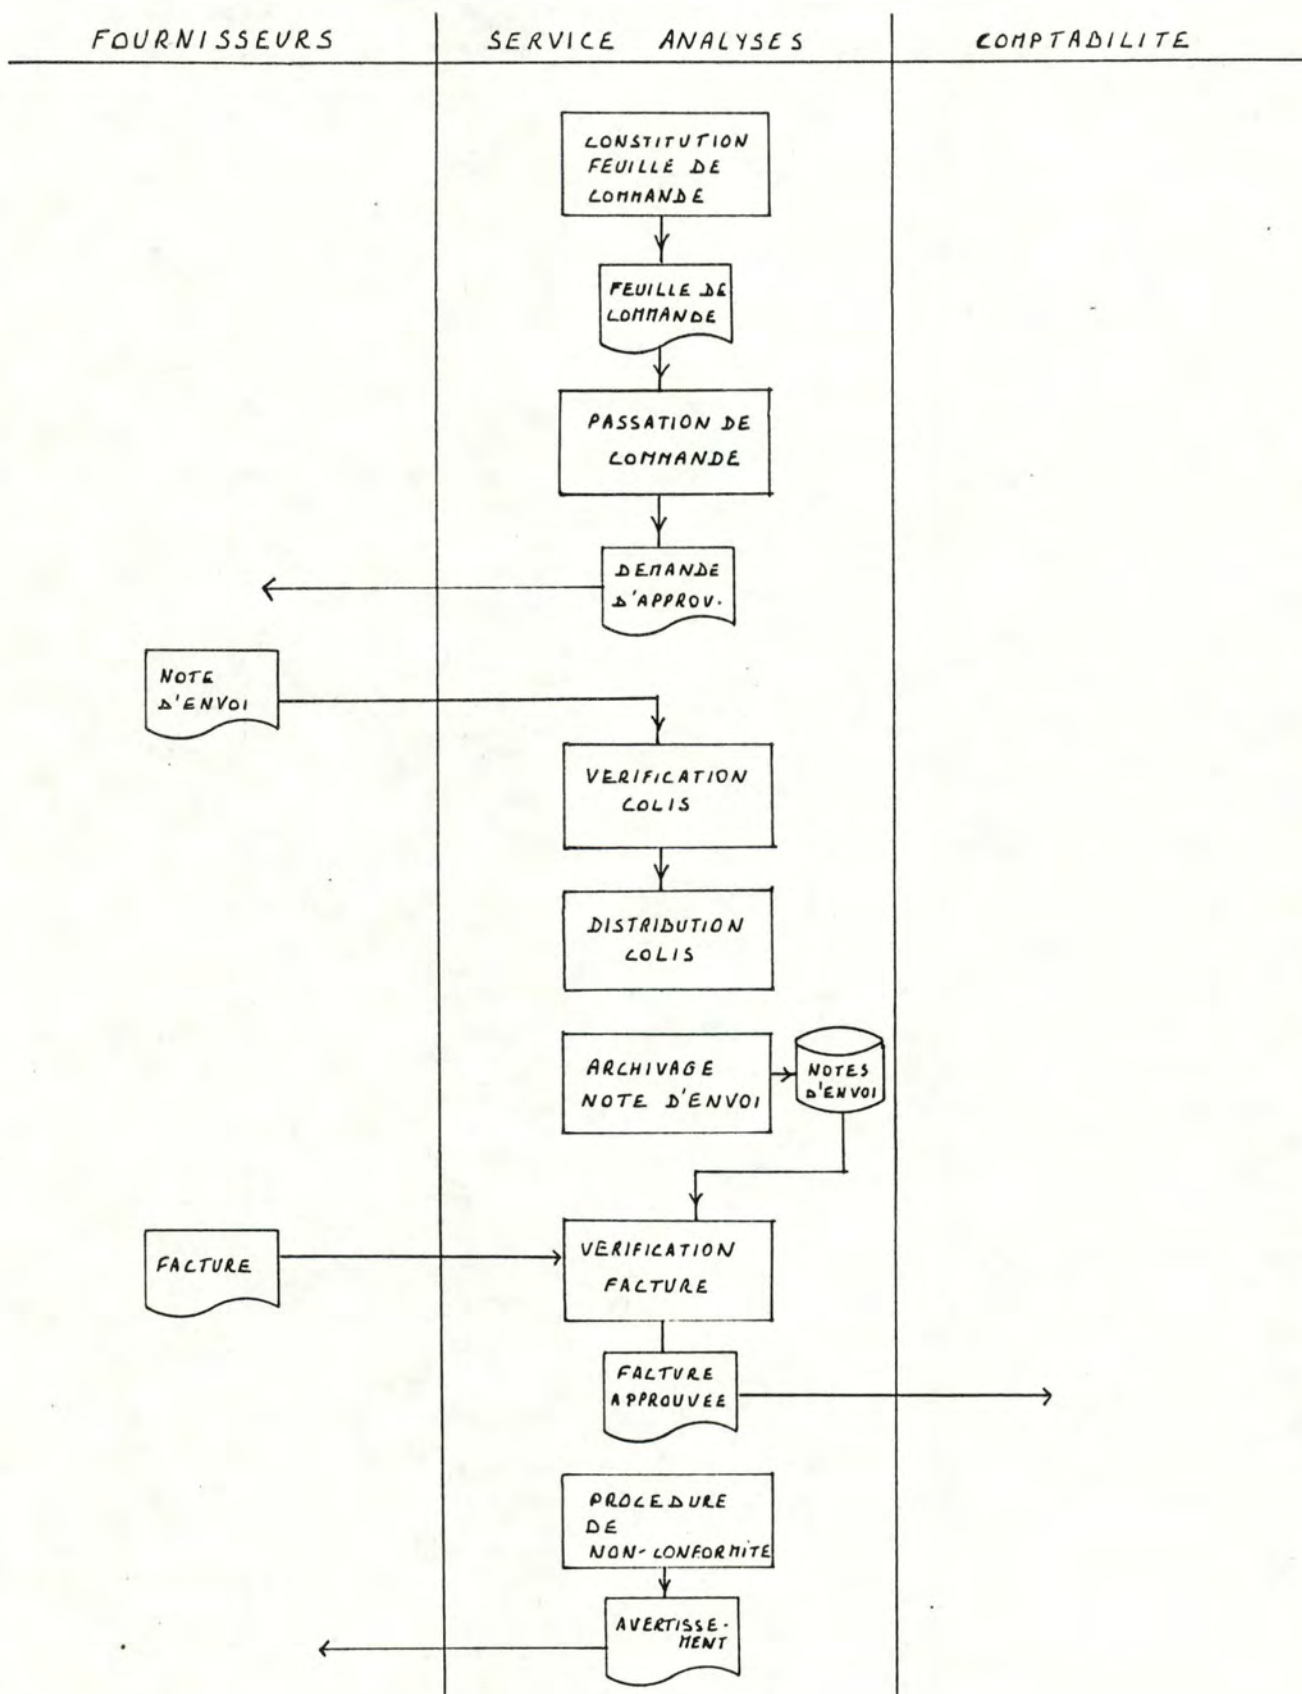 FOURNISSEURS
SERVICE ANALYSES
COMPTABILITE
CONSTITUTION
FEUILLE DE
COMMANDE
FEUILLE DE
COMMANDE
PASSATION DE
COMMANDE
DEMANDE
D'APPROV.
NOTE
D'ENVOI
VERIFICATION
COLIS
DISTRIBUTION
COLIS
ARCHIVAGE
NOTE D'ENVOI
NOTES
D'ENVOI
FACTURE
VERIFICATION
FACTURE
FACTURE
APPROUVEE
PROCEDURE
DE
NON-CONFORMITE
AVERTISSE-
MENT